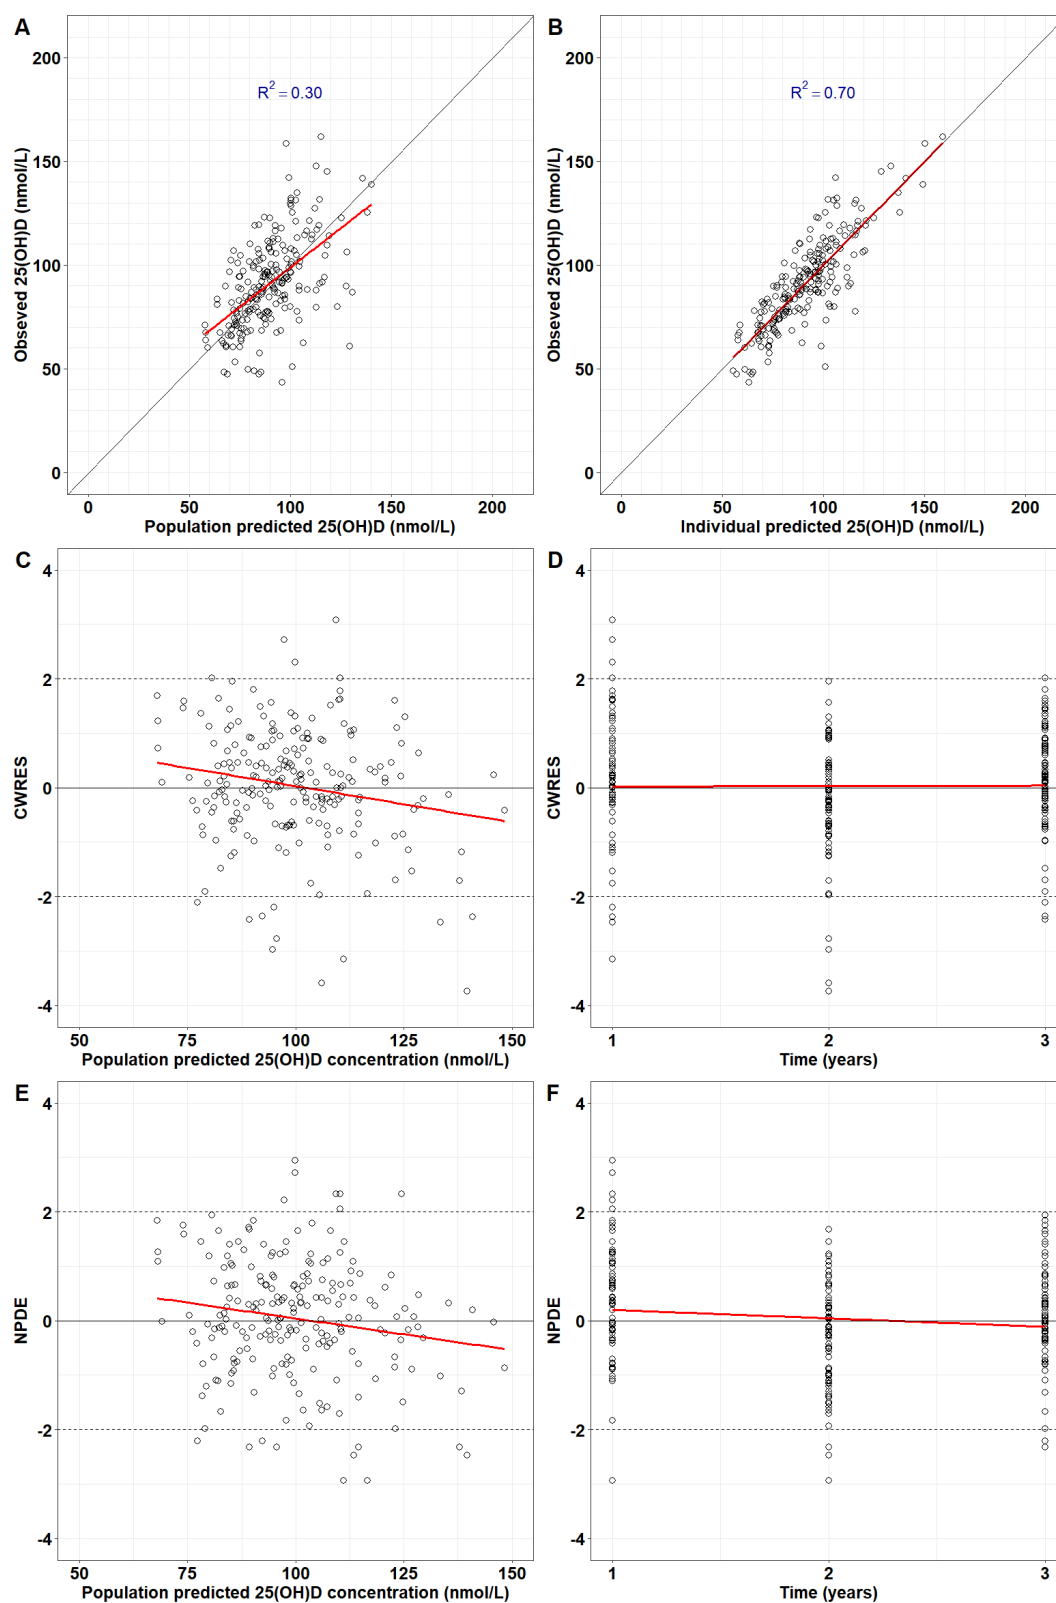 A
B
200
150
100
50
0
Obseved 25(OH)D (nmol/L)
R² = 0.30
0 50 100 150 200
Population predicted 25(OH)D (nmol/L)
200
150
100
50
0
Obseved 25(OH)D (nmol/L)
R² = 0.70
0 50 100 150 200
Individual predicted 25(OH)D (nmol/L)
C
D
4
2
0
-2
-4
CWRES
50 75 100 125 150
Population predicted 25(OH)D concentration (nmol/L)
4
2
0
-2
-4
CWRES
1 2 3
Time (years)
E
F
4
2
0
-2
-4
NPDE
50 75 100 125 150
Population predicted 25(OH)D concentration (nmol/L)
4
2
0
-2
-4
NPDE
1 2 3
Time (years)